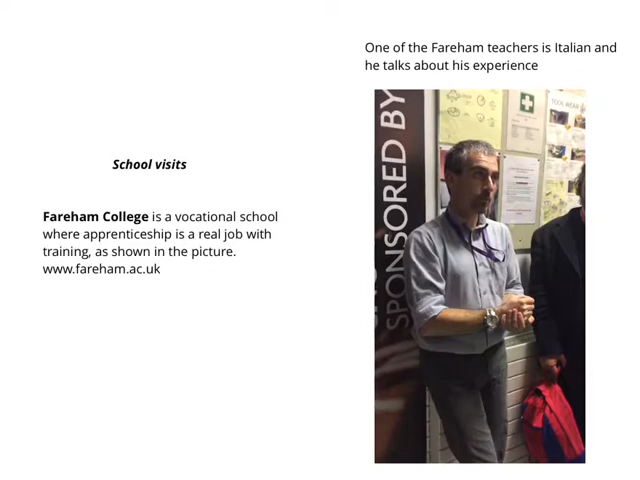 School visits
Fareham College is a vocational school
where apprenticeship is a real job with
training, as shown in the picture.
www.fareham.ac.uk
One of the Fareham teachers is Italian and
he talks about his experience
SPONSORED BY
TOOL WEAR